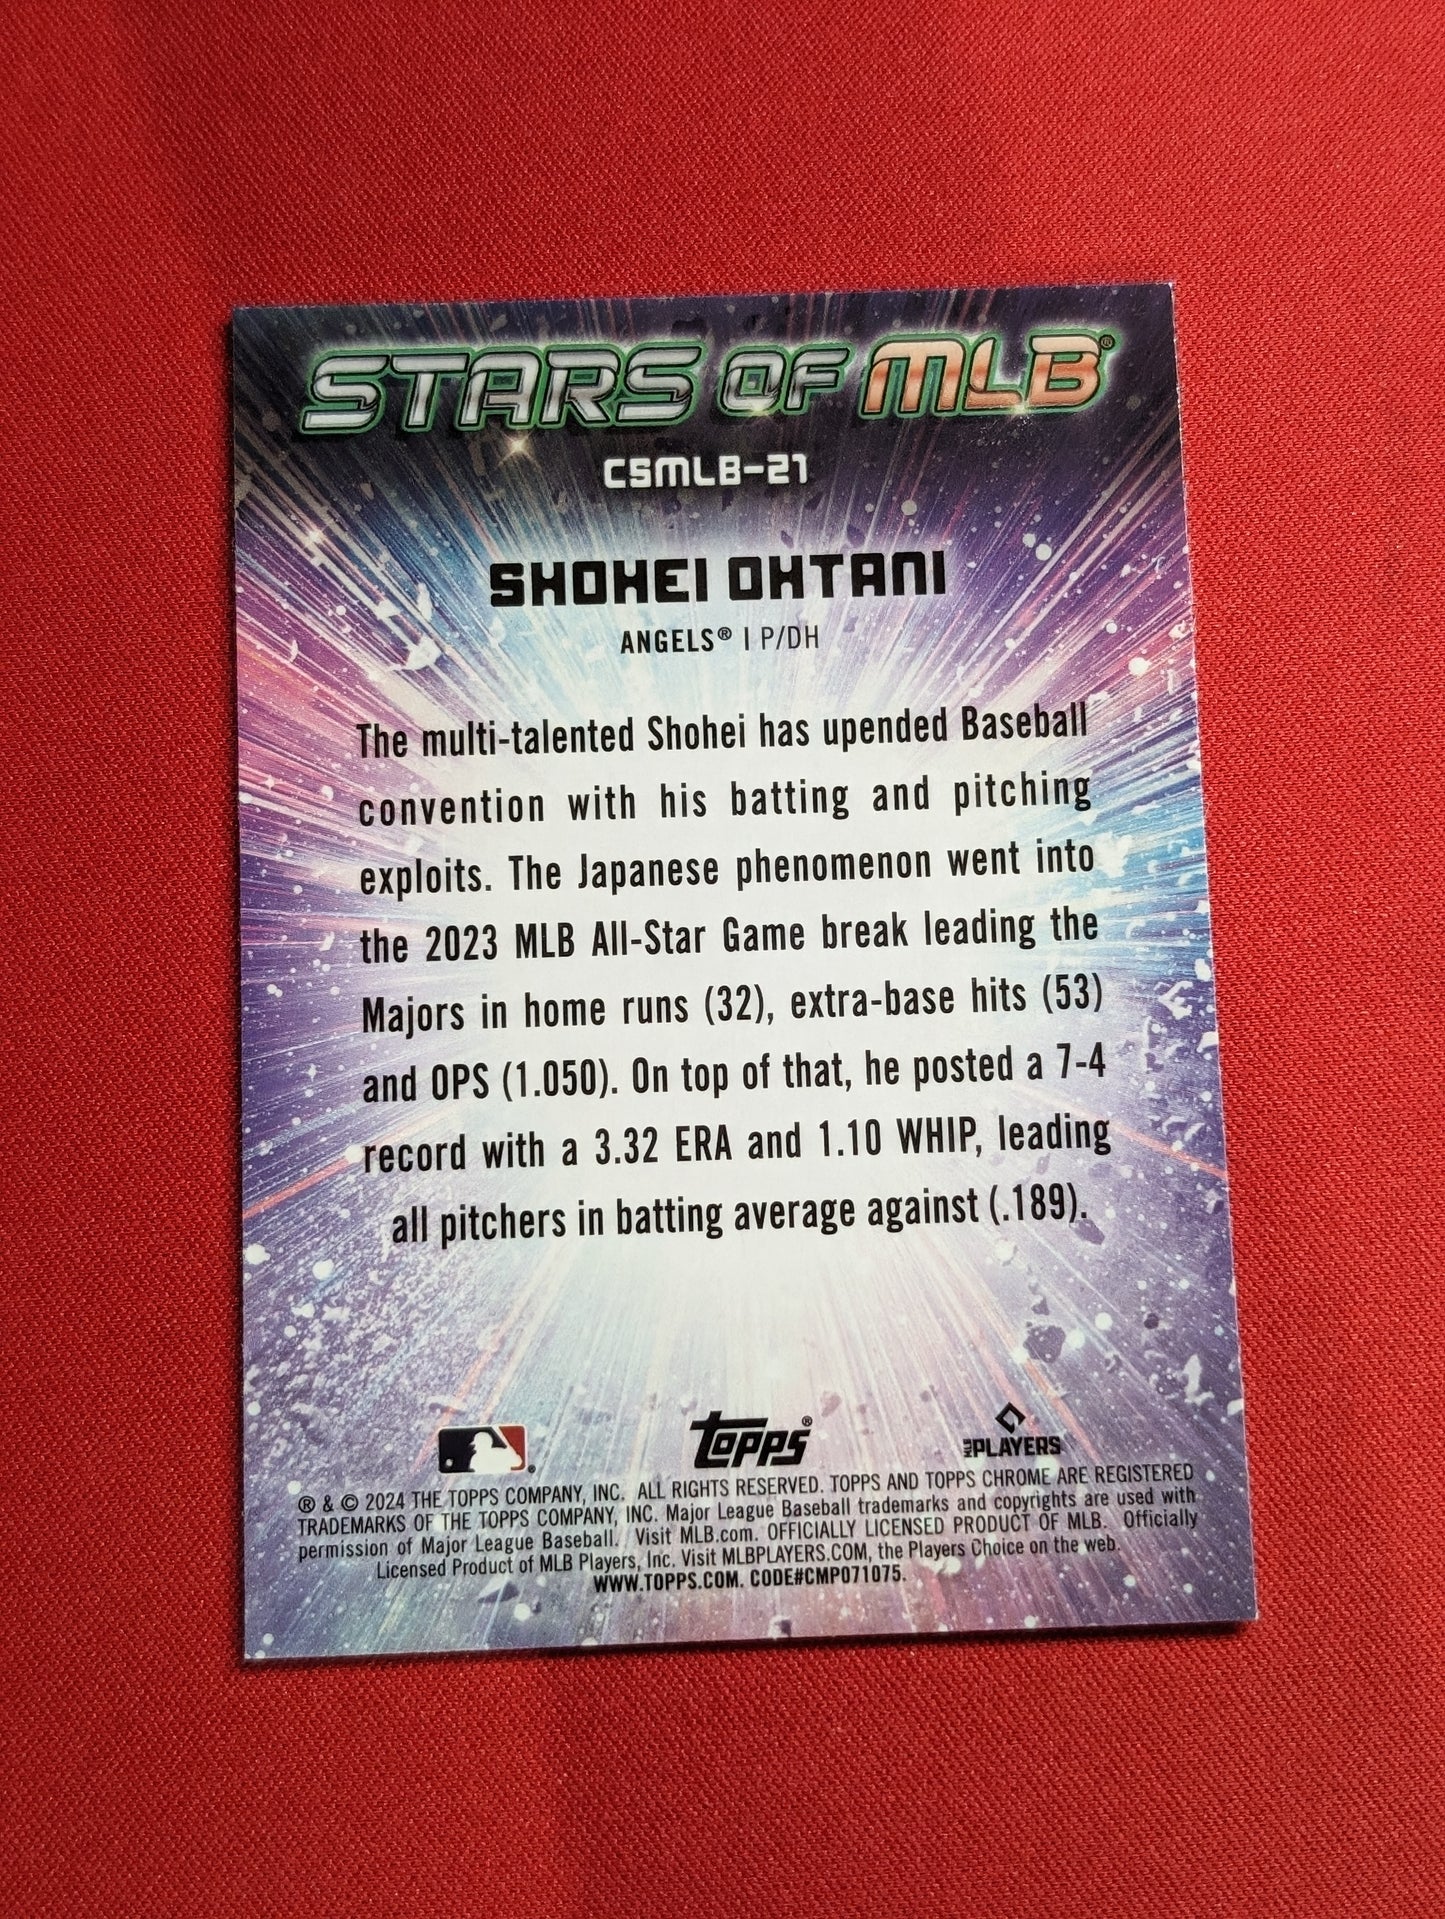 STARS OF MLB®
CSMLB-21
SHOHEI OHTANI
ANGELS® | P/DH
The multi-talented Shohei has upended Baseball
convention with his batting and pitching
exploits. The Japanese phenomenon went into
the 2023 MLB All-Star Game break leading the
Majors in home runs (32), extra-base hits (53)
and OPS (1.050). On top of that, he posted a 7-4
record with a 3.32 ERA and 1.10 WHIP, leading
all pitchers in batting average against (.189).
topps®
MLB PLAYERS
® & © 2024 THE TOPPS COMPANY, INC. ALL RIGHTS RESERVED. TOPPS AND TOPPS CHROME ARE REGISTERED
TRADEMARKS OF THE TOPPS COMPANY, INC. Major League Baseball trademarks and copyrights are used with
permission of Major League Baseball. Visit MLB.com. OFFICIALLY LICENSED PRODUCT OF MLB. Officially
Licensed Product of MLB Players, Inc. Visit MLBPLAYERS.COM, the Players Choice on the web.
WWW.TOPPS.COM. CODE#CMP071075.